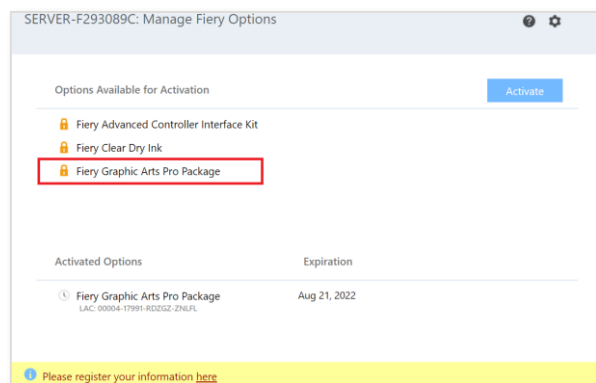 SERVER-F293089C: Manage Fiery Options
Options Available for Activation
Activate
Fiery Advanced Controller Interface Kit
Fiery Clear Dry Ink
Fiery Graphic Arts Pro Package
Activated Options Expiration
Fiery Graphic Arts Pro Package Aug 21, 2022
LAC: 00004-17991-RDZGZ-ZNLFL
Please register your information here